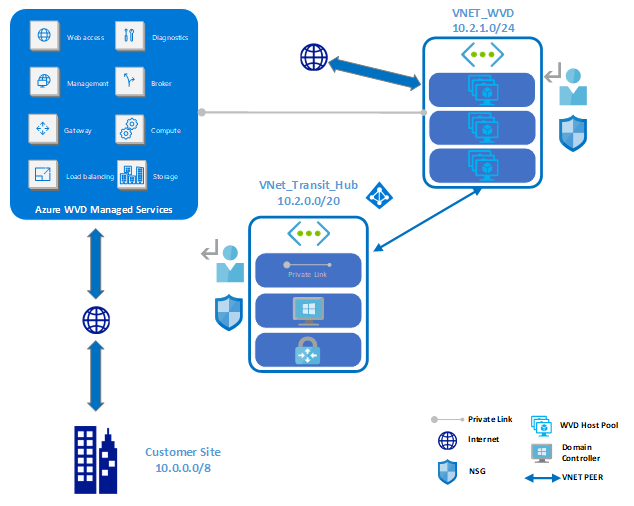 VNET_WVD
10.2.1.0/24
Web access
Diagnostics
Management
Broker
Gateway
Compute
Load balancing
Storage
Azure WVD Managed Services
VNet_Transit_Hub
10.2.0.0/20
Private Link
Customer Site
10.0.0.0/8
Private Link
WVD Host Pool
Internet
Domain
Controller
NSG
VNET PEER